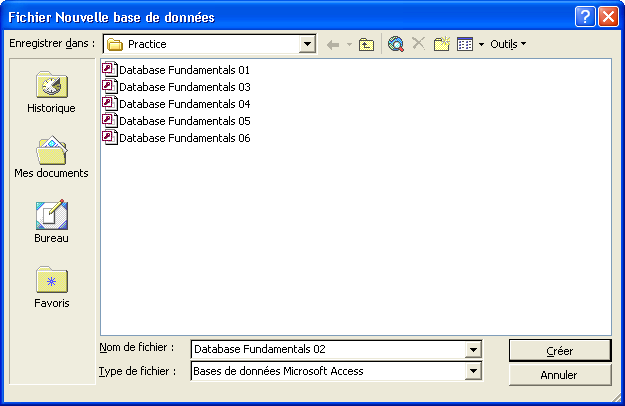 Fichier Nouvelle base de données
Enregistrer dans : Practice Outils
Historique
Mes documents
Bureau
Favoris
Database Fundamentals 01
Database Fundamentals 03
Database Fundamentals 04
Database Fundamentals 05
Database Fundamentals 06
Nom de fichier : Database Fundamentals 02 Créer
Type de fichier : Bases de données Microsoft Access Annuler